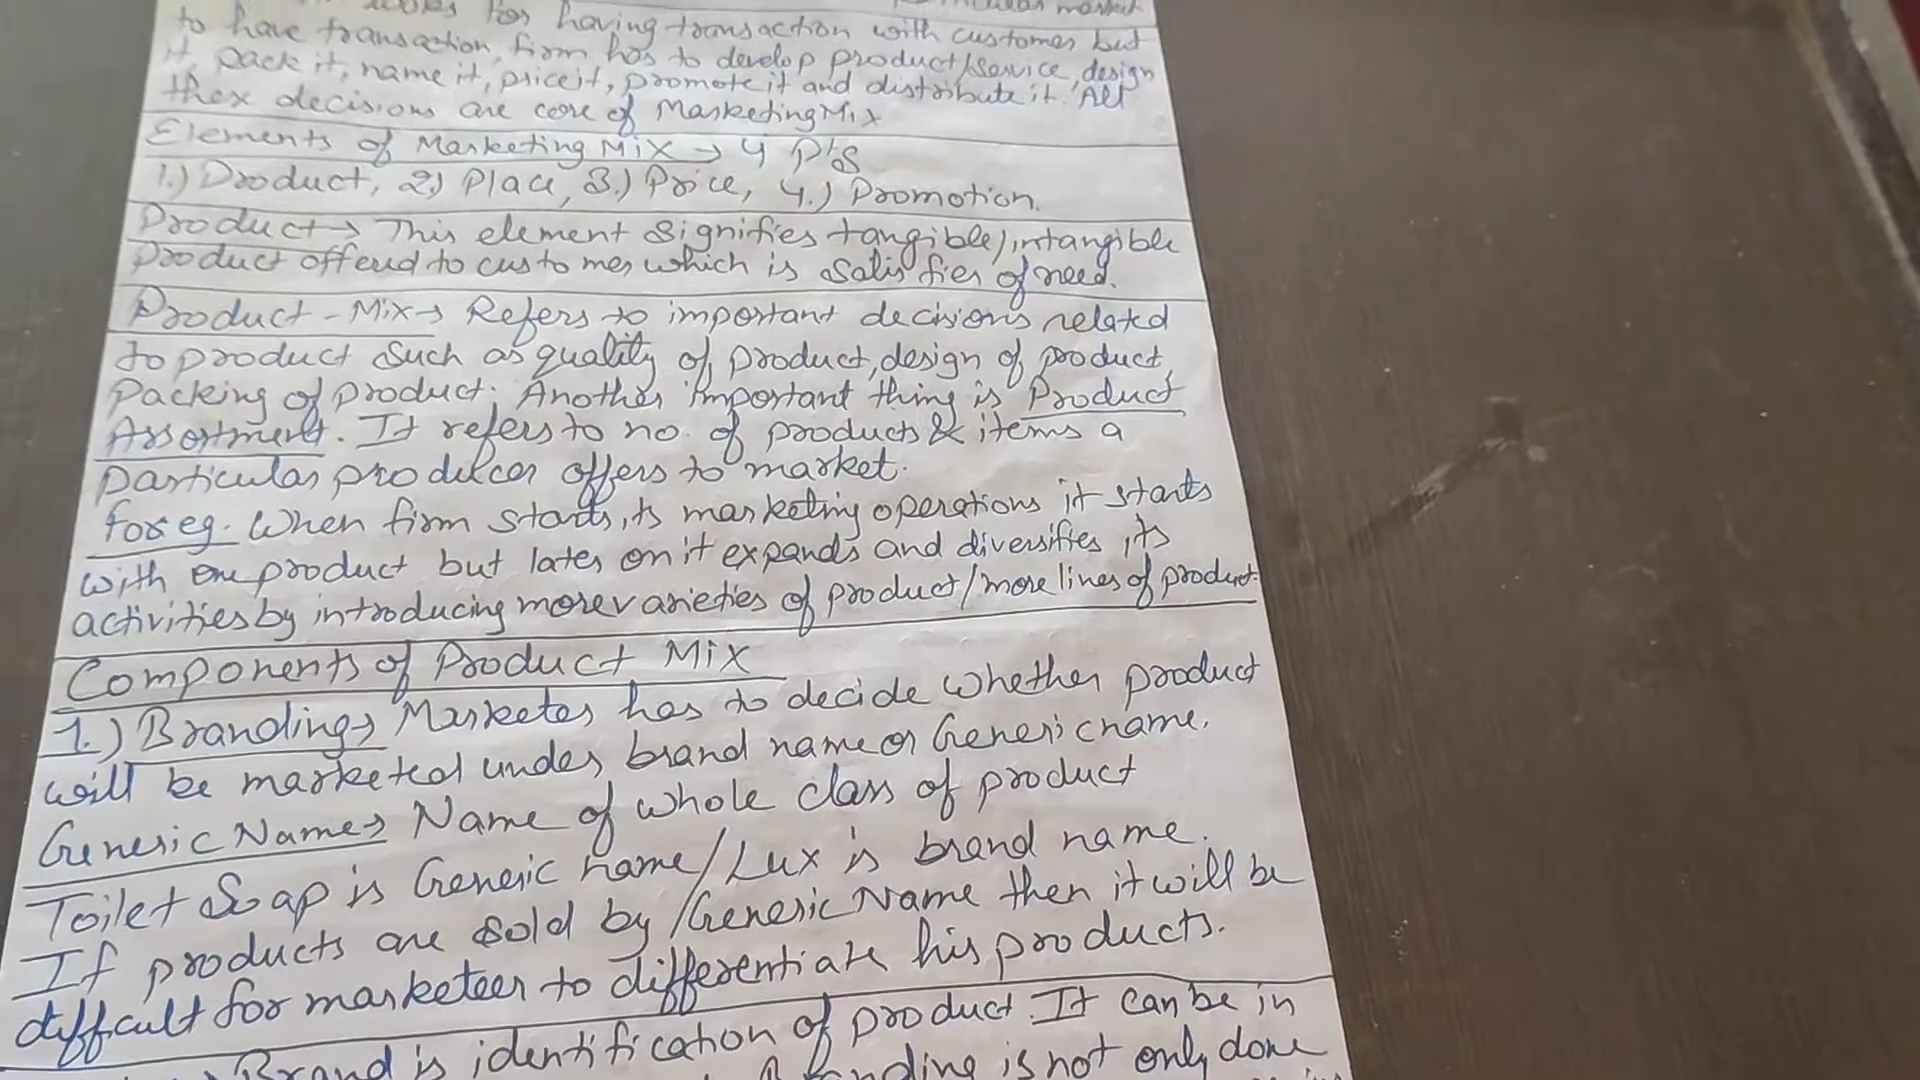 for having transaction with customer but
to have transaction, firm has to develop product/service, design
it, pack it, name it, price it, promote it and distribute it. All
these decisions are core of Marketing Mix
Elements of Marketing Mix → 4 P's
1.) Product, 2.) Place, 3.) Price, 4.) Promotion.
Product → This element signifies tangible/intangible
product offered to customer which is satisfies of need.
Product - Mix → Refers to important decisions related
to product such as quality of product, design of product,
Packing of product. Another important thing is Product
Assortment. It refers to no. of products & items a
particular producer offers to market.
for eg. When firm starts its marketing operations it starts
with one product but later on it expands and diversifies its
activities by introducing more varieties of product/more lines of product.
Components of Product Mix
1.) Branding → Marketer has to decide whether product
will be marketed under brand name or Generic name.
Generic Name → Name of whole class of product
Toilet Soap is Generic name/Lux is brand name.
If products are sold by /Generic Name then it will be
difficult for marketeer to differentiate his products.
Brand is identification of product. It can be in
is not only done